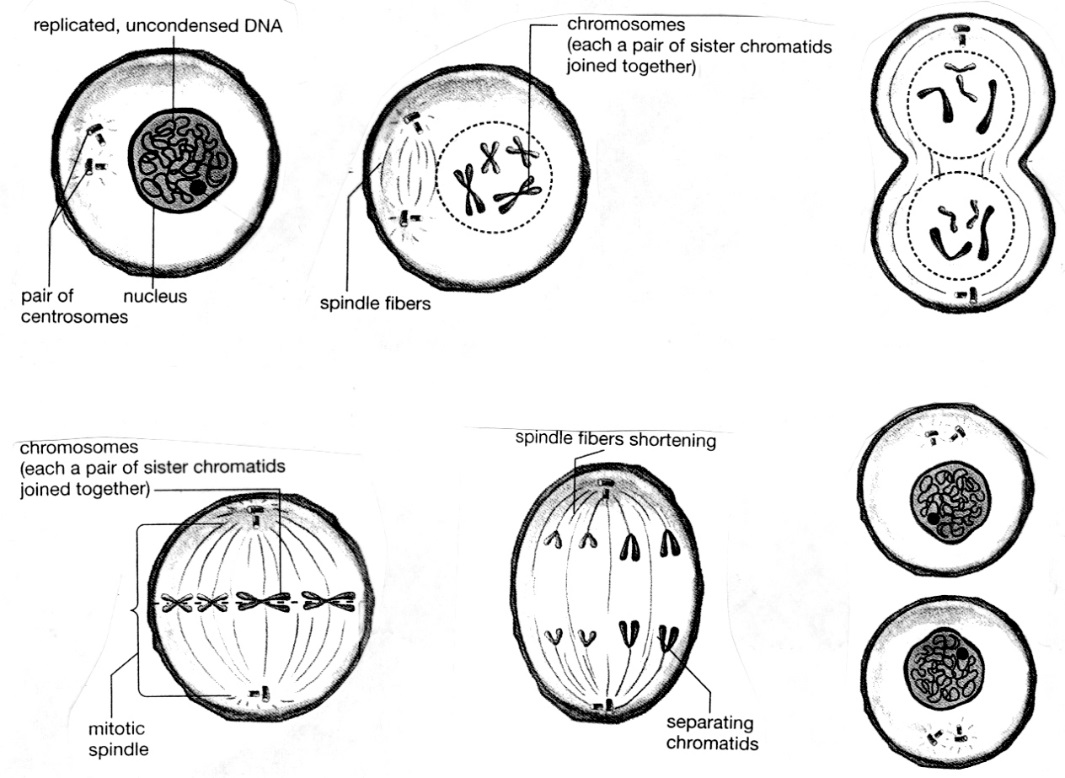 replicated, uncondensed DNA
chromosomes
(each a pair of sister chromatids
joined together)
pair of
centrosomes
nucleus
spindle fibers
chromosomes
(each a pair of sister chromatids
joined together)
spindle fibers shortening
mitotic
spindle
separating
chromatids